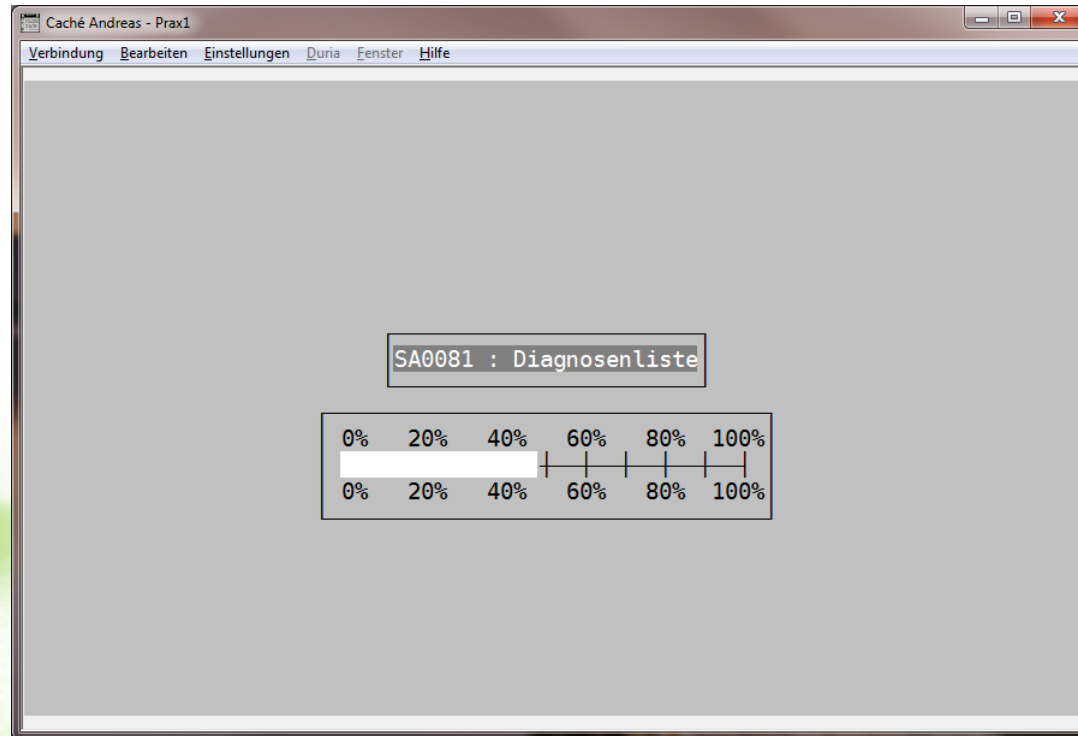 Caché Andreas - Prax1
Verbindung Bearbeiten Einstellungen Duria Fenster Hilfe
SA0081 : Diagnosenliste
0% 20% 40% 60% 80% 100%
0% 20% 40% 60% 80% 100%